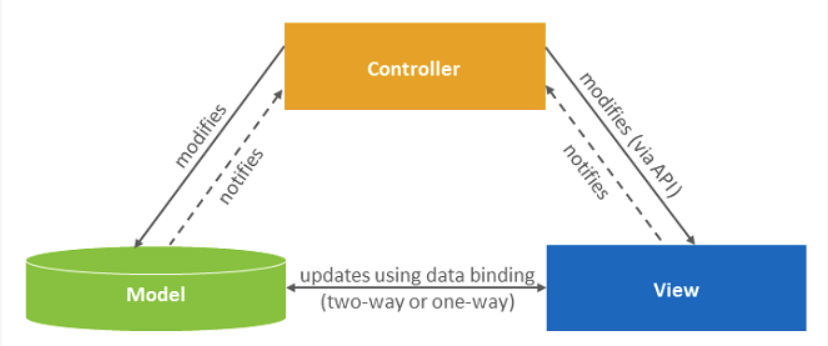 Controller
modifies
notifies
modifies (via API)
notifies
Model
updates using data binding
(two-way or one-way)
View